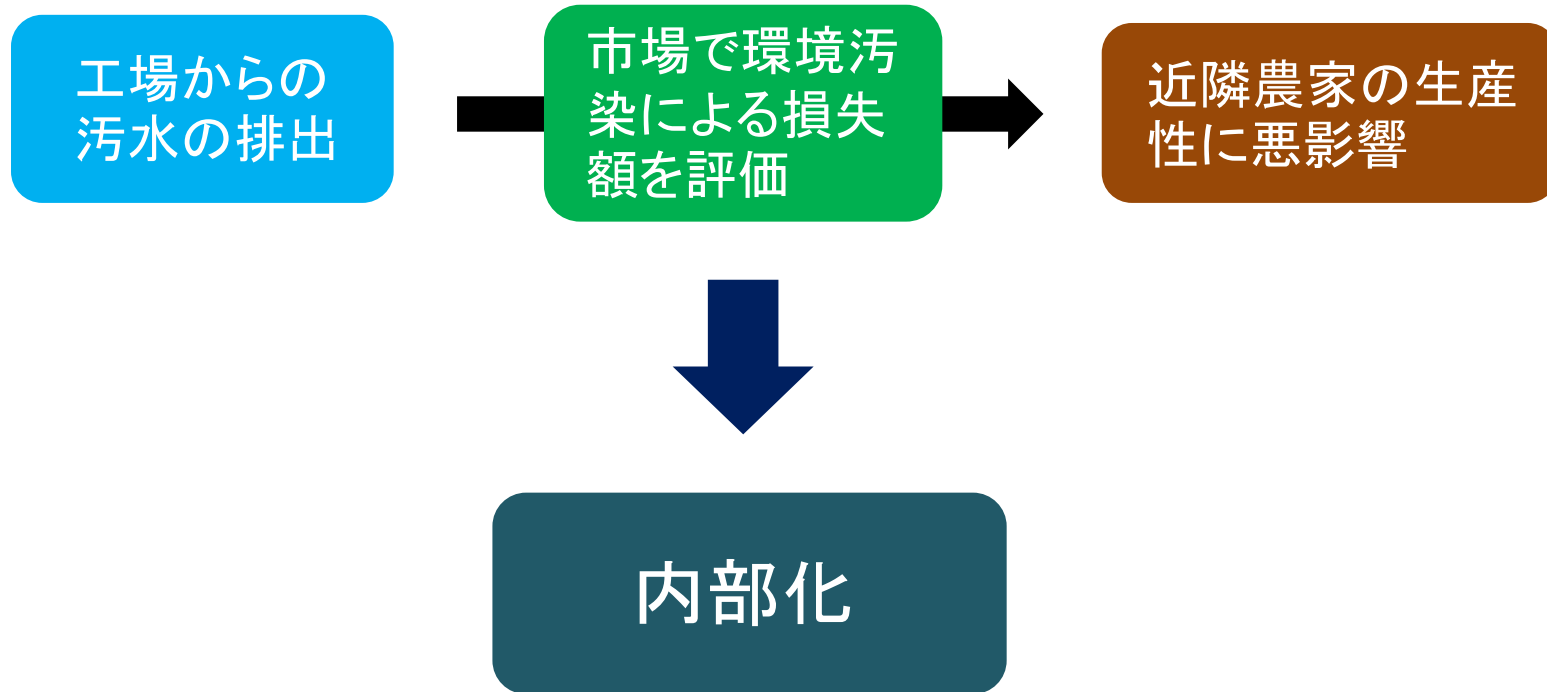 工場からの
汚水の排出
市場で環境汚
染による損失
額を評価
近隣農家の生産
性に悪影響
内部化